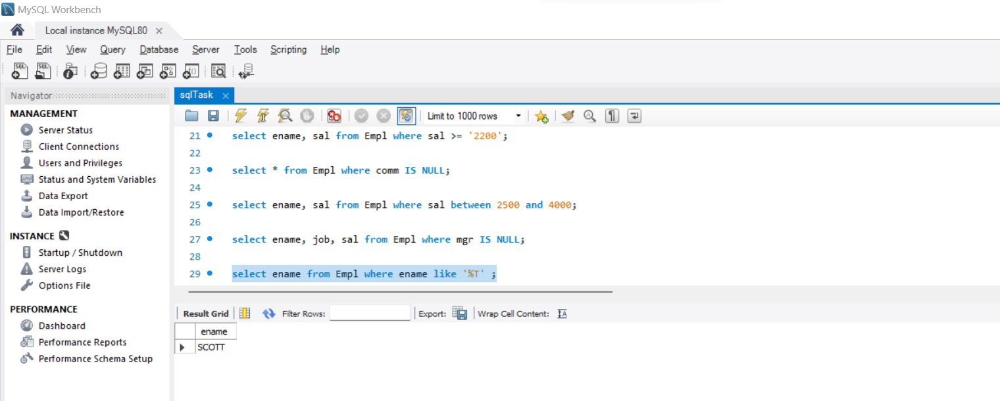 MySQL Workbench
Local instance MySQL80
File Edit View Query Database Server Tools Scripting Help
SQL SQL
Navigator
MANAGEMENT
Server Status
Client Connections
Users and Privileges
Status and System Variables
Data Export
Data Import/Restore
INSTANCE
Startup / Shutdown
Server Logs
Options File
PERFORMANCE
Dashboard
Performance Reports
Performance Schema Setup
sqlTask
Limit to 1000 rows
21 select ename, sal from Empl where sal >= '2200';
22
23 select * from Empl where comm IS NULL;
24
25 select ename, sal from Empl where sal between 2500 and 4000;
26
27 select ename, job, sal from Empl where mgr IS NULL;
28
29 select ename from Empl where ename like '%T' ;
Result Grid Filter Rows: Export: Wrap Cell Content:
ename
SCOTT